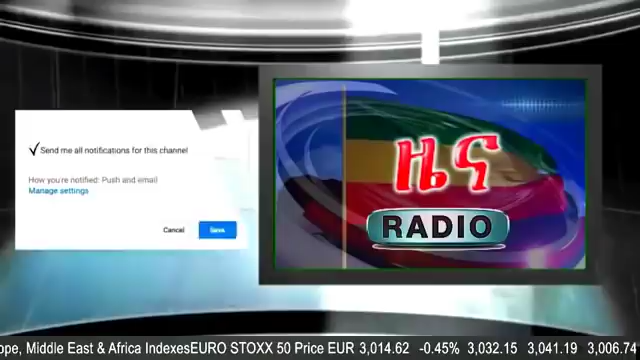 Send me all notifications for this channel
How you're notified: Push and email
Manage settings
Cancel Save
ዜና
RADIO
ope, Middle East & Africa IndexesEURO STOXX 50 Price EUR 3,014.62 -0.45% 3,032.15 3,041.19 3,006.74